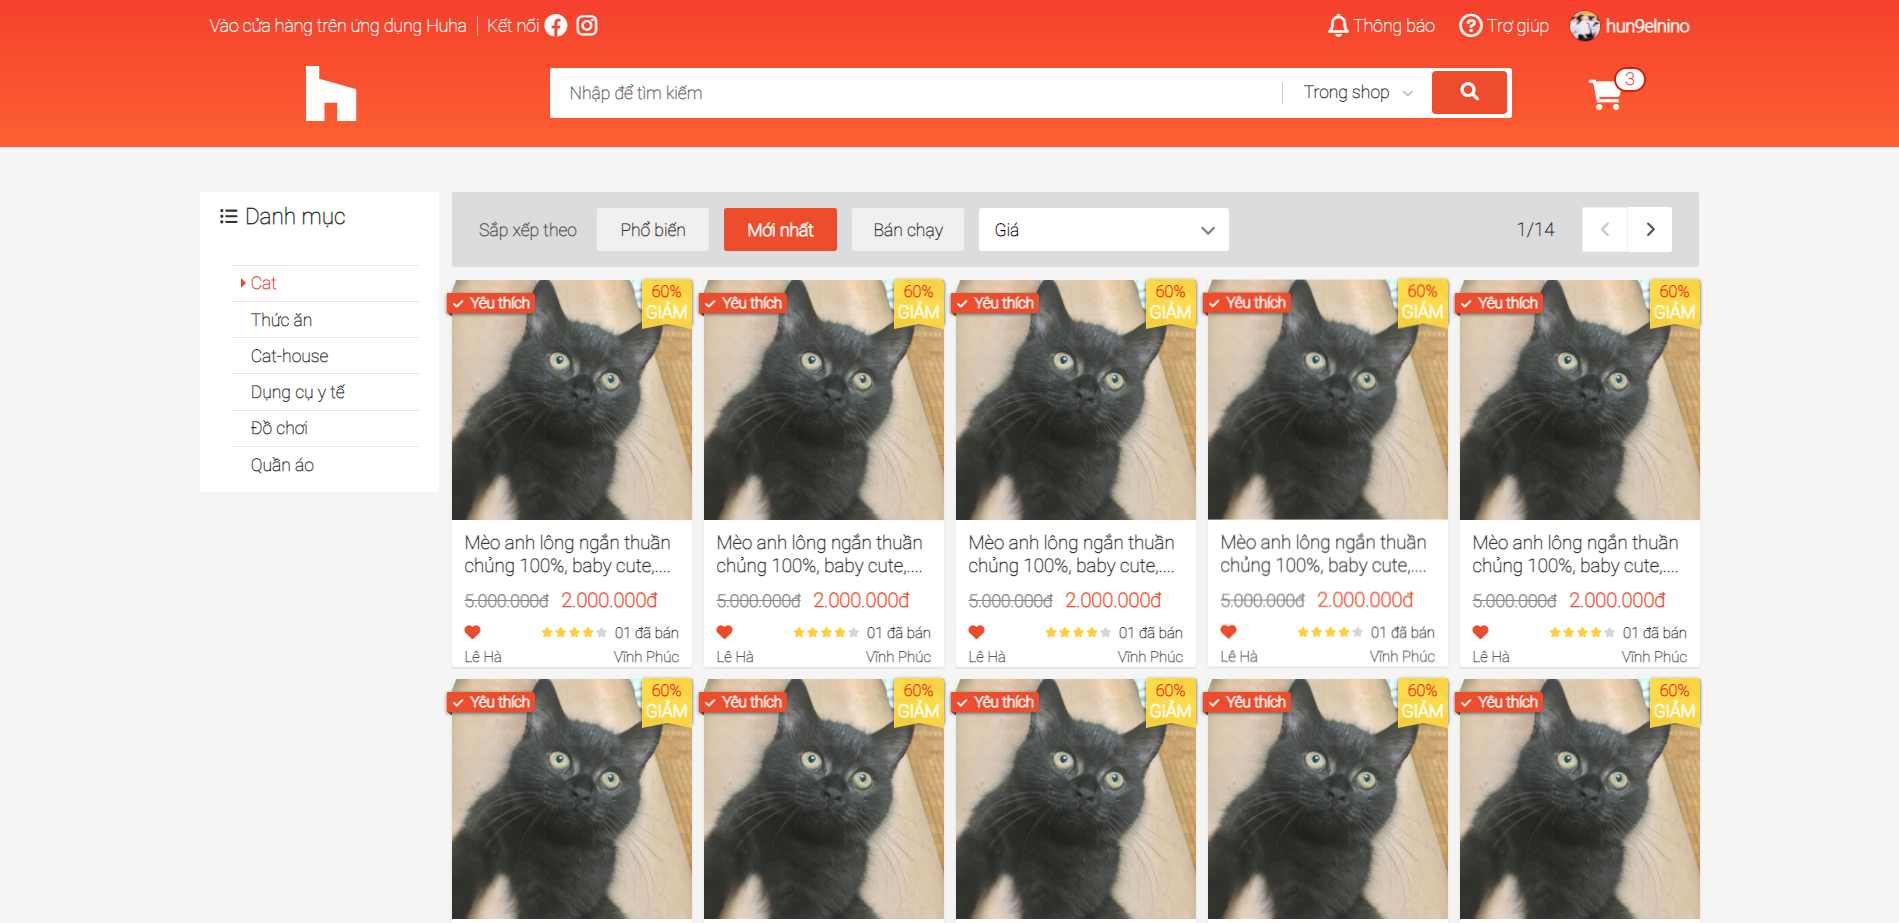 Vào cửa hàng trên ứng dụng Huha Kết nối Thông báo Trợ giúp hun9elnino
Nhập để tìm kiếm Trong shop 3
Danh mục
Cat
Thức ăn
Cat-house
Dụng cụ y tế
Đồ chơi
Quần áo
Sắp xếp theo Phổ biến Mới nhất Bán chạy Giá 1/14
Yêu thích 60% GIẢM
Mèo anh lông ngắn thuần
chủng 100%, baby cute,....
5.000.000đ 2.000.000đ
01 đã bán
Lê Hà Vĩnh Phúc
Yêu thích 60% GIẢM
Mèo anh lông ngắn thuần
chủng 100%, baby cute,....
5.000.000đ 2.000.000đ
01 đã bán
Lê Hà Vĩnh Phúc
Yêu thích 60% GIẢM
Mèo anh lông ngắn thuần
chủng 100%, baby cute,....
5.000.000đ 2.000.000đ
01 đã bán
Lê Hà Vĩnh Phúc
Yêu thích 60% GIẢM
Mèo anh lông ngắn thuần
chủng 100%, baby cute,....
5.000.000đ 2.000.000đ
01 đã bán
Lê Hà Vĩnh Phúc
Yêu thích 60% GIẢM
Mèo anh lông ngắn thuần
chủng 100%, baby cute,....
5.000.000đ 2.000.000đ
01 đã bán
Lê Hà Vĩnh Phúc
Yêu thích 60% GIẢM
Yêu thích 60% GIẢM
Yêu thích 60% GIẢM
Yêu thích 60% GIẢM
Yêu thích 60% GIẢM